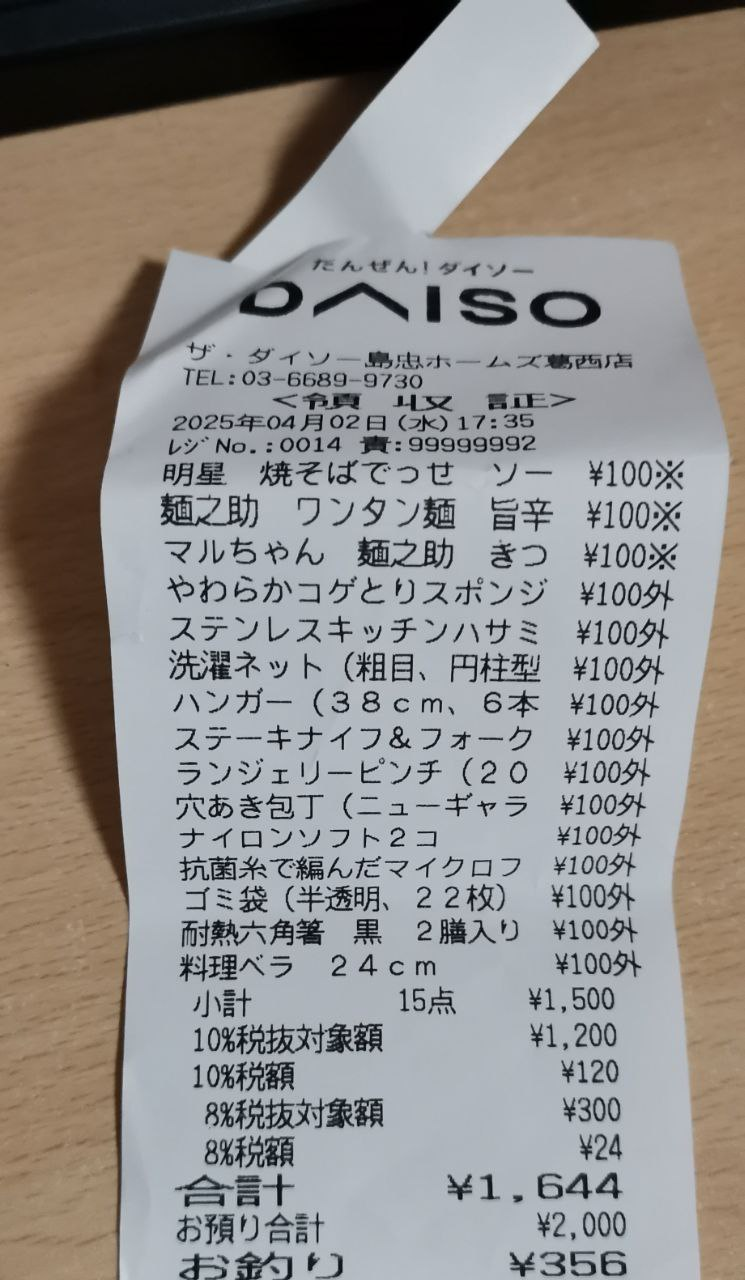 だんぜん!ダイソー
DAISO
ザ・ダイソー島忠ホームズ葛西店
TEL:03-6689-9730
<領 収 証>
2025年04月02日(水)17:35
ﾚｼﾞNo.:0014 責:99999992
明星 焼そばでっせ ソー ¥100※
麺之助 ワンタン麺 旨辛 ¥100※
マルちゃん 麺之助 きつ ¥100※
やわらかコゲとりスポンジ ¥100外
ステンレスキッチンハサミ ¥100外
洗濯ネット(粗目、円柱型 ¥100外
ハンガー(38cm、6本 ¥100外
ステーキナイフ&フォーク ¥100外
ランジェリーピンチ(20 ¥100外
穴あき包丁(ニューギャラ ¥100外
ナイロンソフト2コ ¥100外
抗菌糸で編んだマイクロフ ¥100外
ゴミ袋(半透明、22枚) ¥100外
耐熱六角箸 黒 2膳入り ¥100外
料理ベラ 24cm ¥100外
小計 15点 ¥1,500
10%税抜対象額 ¥1,200
10%税額 ¥120
8%税抜対象額 ¥300
8%税額 ¥24
合計 ¥1,644
お預り合計 ¥2,000
お釣り ¥356